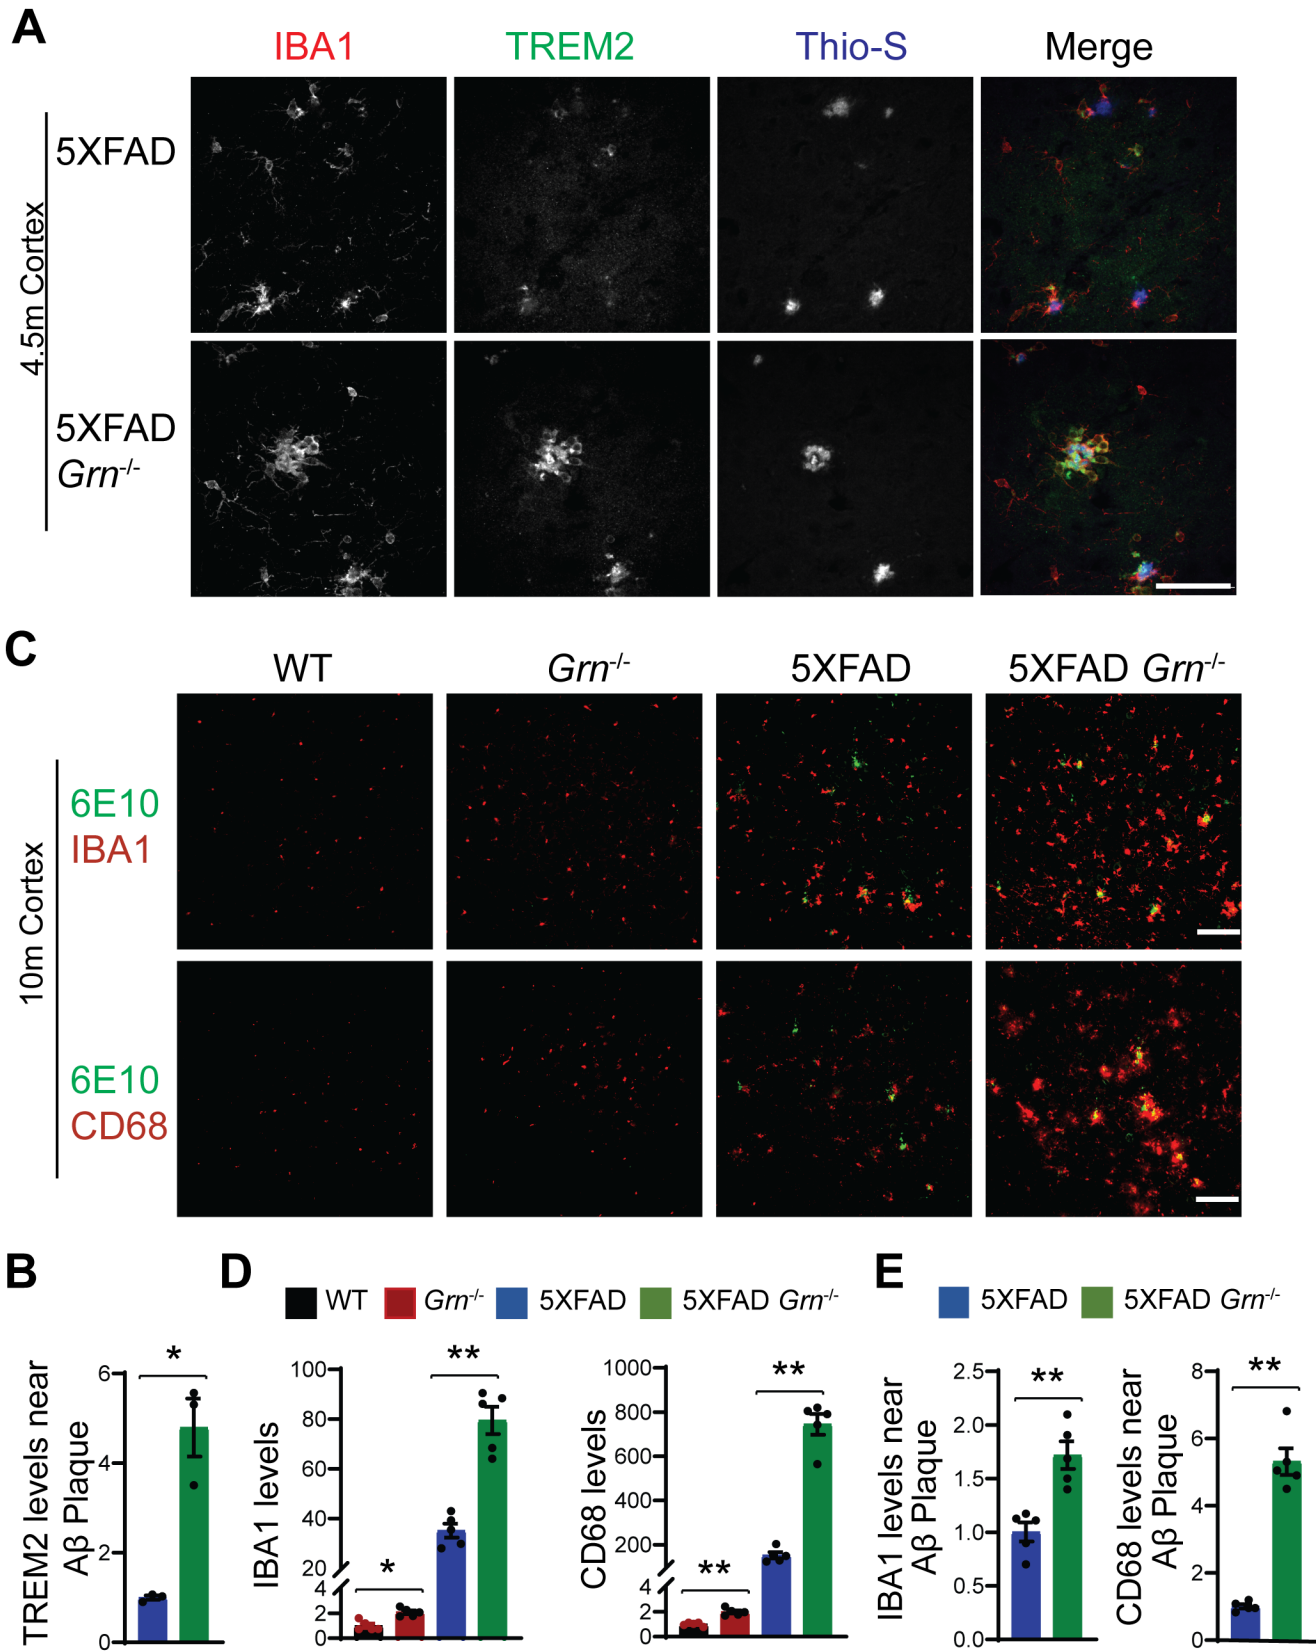 A
IBA1
TREM2
Thio-S
Merge
4.5m Cortex
5XFAD
5XFAD
Grn-/-
C
WT
Grn-/-
5XFAD
5XFAD Grn-/-
10m Cortex
6E10
IBA1
6E10
CD68
B
TREM2 levels near
Aβ Plaque
6
4
2
0
*
D
WT
Grn-/-
5XFAD
5XFAD Grn-/-
IBA1 levels
100
80
60
40
20
4
2
0
*
**
CD68 levels
1000
800
600
400
200
4
2
0
**
**
E
5XFAD
5XFAD Grn-/-
IBA1 levels near
Aβ Plaque
2.5
2.0
1.5
1.0
0.5
0.0
**
CD68 levels near
Aβ Plaque
8
6
4
2
0
**